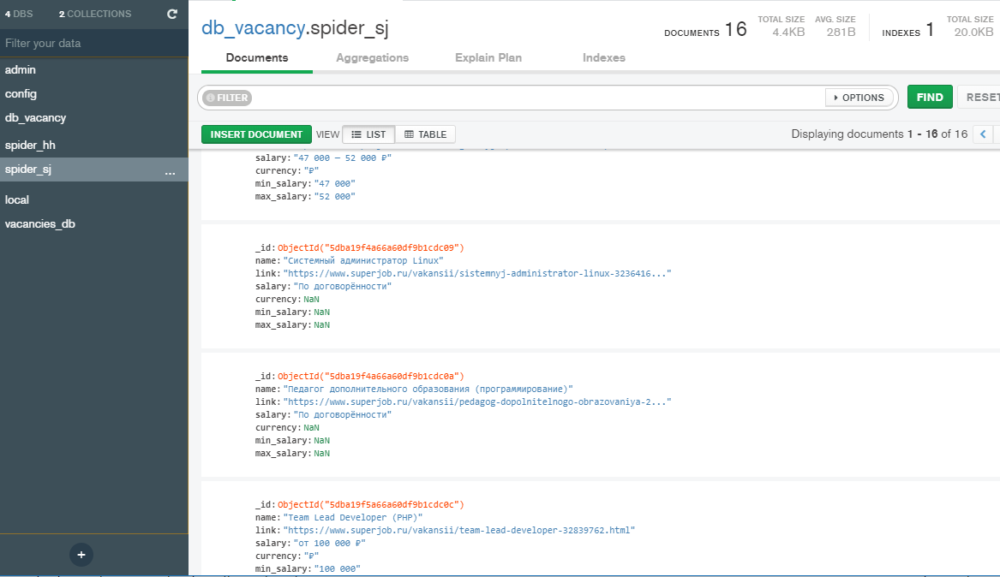 4 DBS 2 COLLECTIONS
Filter your data
admin
config
db_vacancy
spider_hh
spider_sj ...
local
vacancies_db
+
db_vacancy.spider_sj
DOCUMENTS 16 TOTAL SIZE 4.4KB AVG. SIZE 281B INDEXES 1 TOTAL SIZE 20.0KB
Documents Aggregations Explain Plan Indexes
FILTER OPTIONS FIND RESET
INSERT DOCUMENT VIEW LIST TABLE Displaying documents 1 - 16 of 16
salary: "47 000 — 52 000 ₽"
currency: "₽"
min_salary: "47 000"
max_salary: "52 000"
_id: ObjectId("5dba19f4a66a60df9b1cdc09")
name: "Системный администратор Linux"
link: "https://www.superjob.ru/vakansii/sistemnyj-administrator-linux-3236416..."
salary: "По договорённости"
currency: NaN
min_salary: NaN
max_salary: NaN
_id: ObjectId("5dba19f4a66a60df9b1cdc0a")
name: "Педагог дополнительного образования (программирование)"
link: "https://www.superjob.ru/vakansii/pedagog-dopolnitelnogo-obrazovaniya-2..."
salary: "По договорённости"
currency: NaN
min_salary: NaN
max_salary: NaN
_id: ObjectId("5dba19f5a66a60df9b1cdc0c")
name: "Team Lead Developer (PHP)"
link: "https://www.superjob.ru/vakansii/team-lead-developer-32839762.html"
salary: "от 100 000 ₽"
currency: "₽"
min_salary: "100 000"